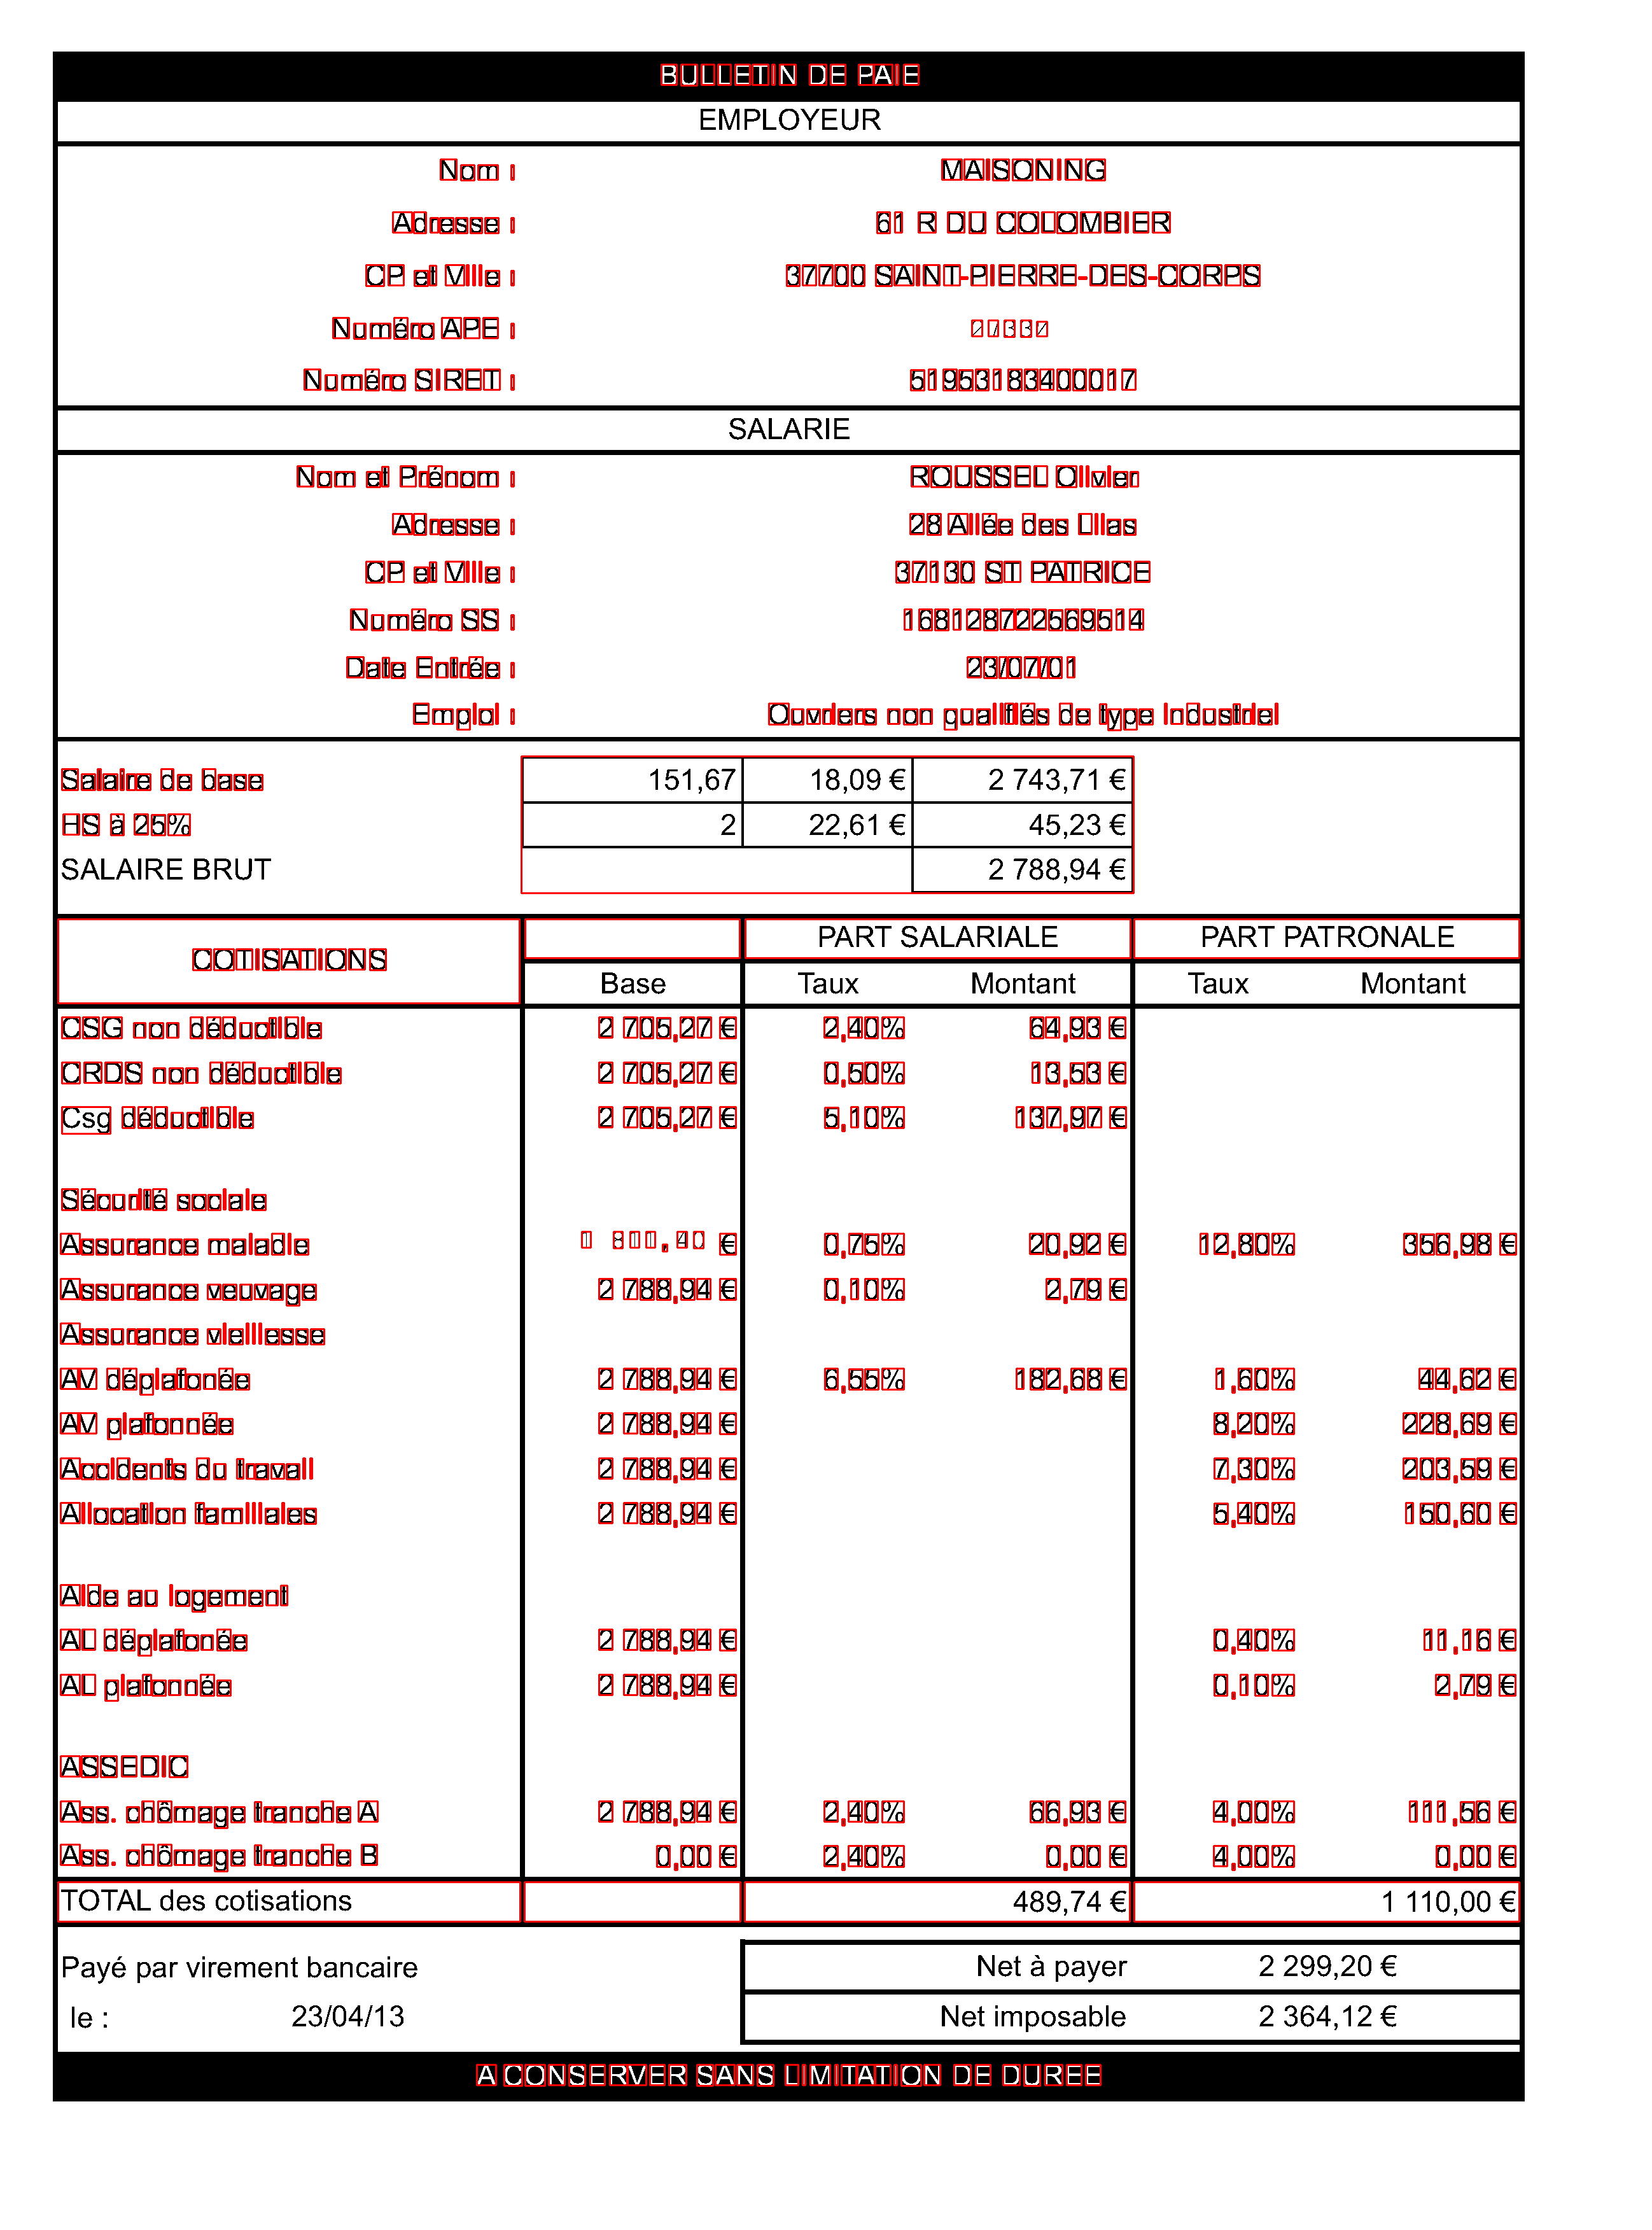 BULLETIN DE PAIE
EMPLOYEUR
Nom : MAISONING
Adresse : 61 R DU COLOMBIER
CP et Ville : 37700 SAINT-PIERRE-DES-CORPS
Numéro APE :
Numéro SIRET : 51953183400017
SALARIE
Nom et Prénom : ROUSSEL Olivier
Adresse : 28 Allée des Lilas
CP et Ville : 37130 ST PATRICE
Numéro SS : 168128722569514
Date Entrée : 23/07/01
Emploi : Ouvriers non qualifiés de type industriel
Salaire de base 151,67 18,09 € 2 743,71 €
HS à 25% 2 22,61 € 45,23 €
SALAIRE BRUT 2 788,94 €
COTISATIONS PART SALARIALE PART PATRONALE
Base Taux Montant Taux Montant
CSG non déductible 2 705,27 € 2,40% 64,93 €
CRDS non déductible 2 705,27 € 0,50% 13,53 €
Csg déductible 2 705,27 € 5,10% 137,97 €
Sécurité sociale
Assurance maladie € 0,75% 20,92 € 12,80% 356,98 €
Assurance veuvage 2 788,94 € 0,10% 2,79 €
Assurance vieillesse
AV déplafonée 2 788,94 € 6,55% 182,68 € 1,60% 44,62 €
AV plafonnée 2 788,94 € 8,20% 228,69 €
Accidents du travail 2 788,94 € 7,30% 203,59 €
Allocation familiales 2 788,94 € 5,40% 150,60 €
Aide au logement
AL déplafonée 2 788,94 € 0,40% 11,16 €
AL plafonnée 2 788,94 € 0,10% 2,79 €
ASSEDIC
Ass. chômage tranche A 2 788,94 € 2,40% 66,93 € 4,00% 111,56 €
Ass. chômage tranche B 0,00 € 2,40% 0,00 € 4,00% 0,00 €
TOTAL des cotisations 489,74 € 1 110,00 €
Payé par virement bancaire Net à payer 2 299,20 €
le : 23/04/13 Net imposable 2 364,12 €
A CONSERVER SANS LIMITATION DE DUREE